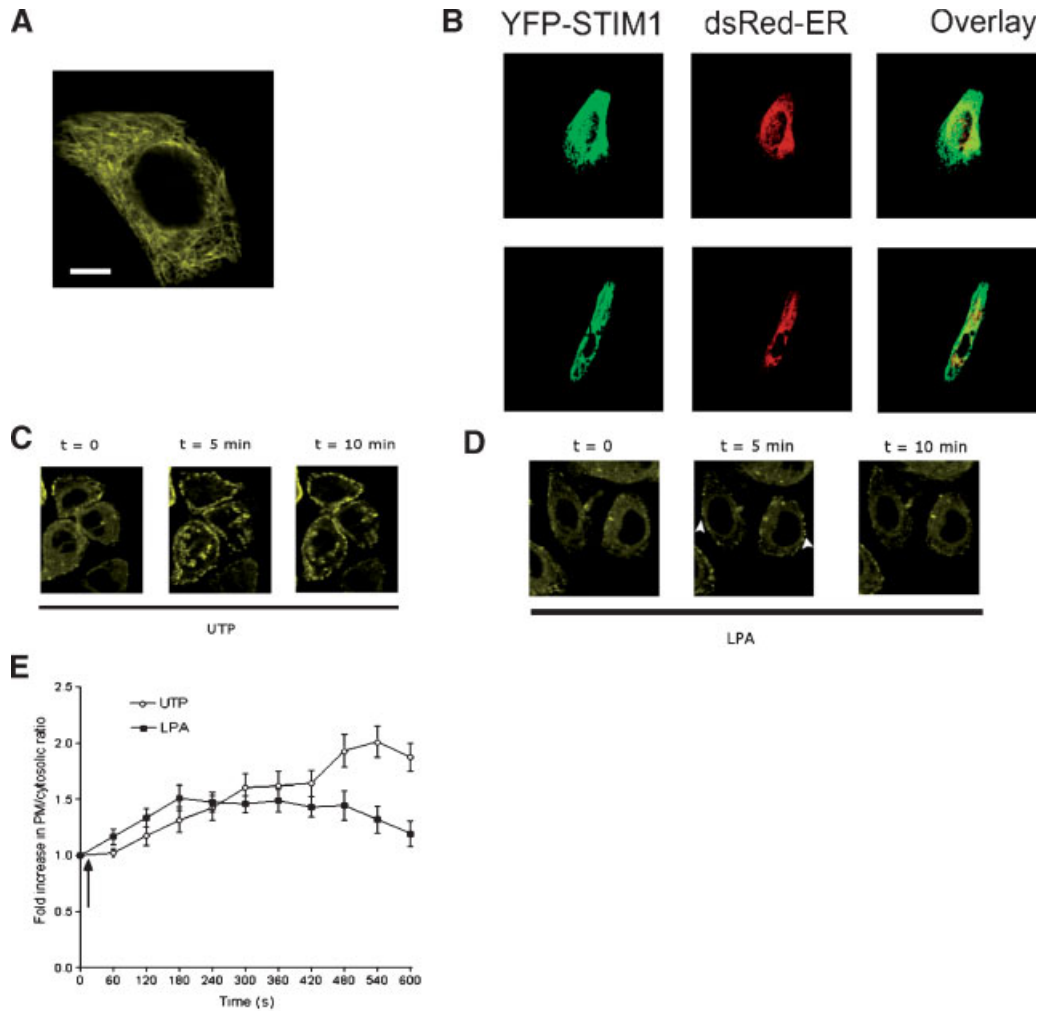 A
B
YFP-STIM1 dsRed-ER Overlay
C
t = 0 t = 5 min t = 10 min
UTP
D
t = 0 t = 5 min t = 10 min
LPA
E
UTP
LPA
Fold increase in PM/cytosolic ratio
2.5
2.0
1.5
1.0
0.5
0.0
0 60 120 180 240 300 360 420 480 540 600
Time (s)